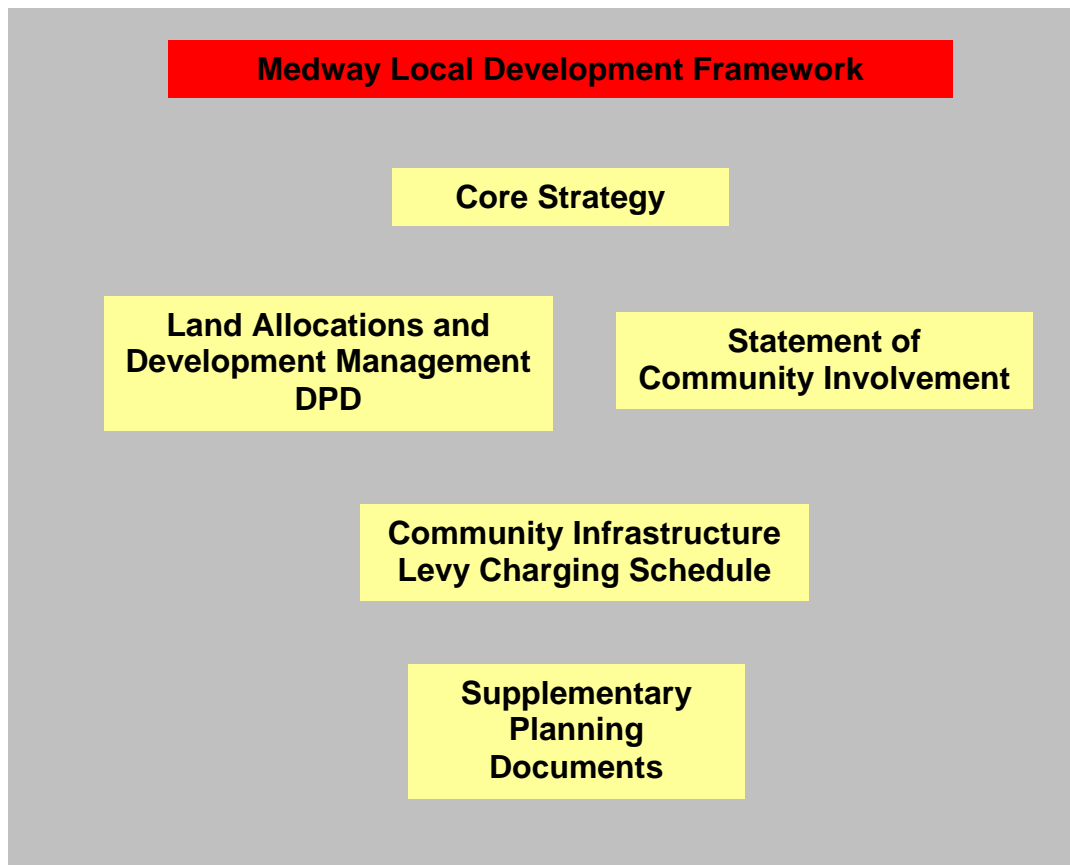 Medway Local Development Framework
Core Strategy
Land Allocations and
Development Management
DPD
Statement of
Community Involvement
Community Infrastructure
Levy Charging Schedule
Supplementary
Planning
Documents